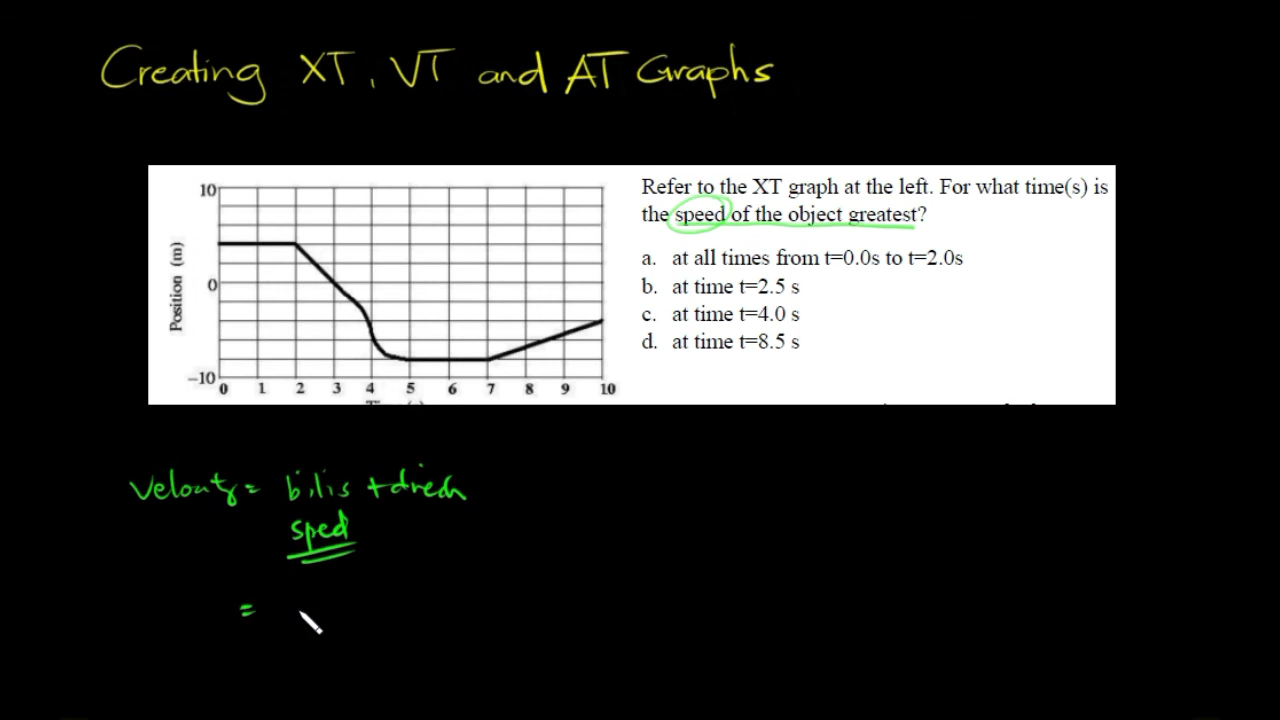 Creating XT, VT and AT Graphs
Refer to the XT graph at the left. For what time(s) is
the speed of the object greatest?
a. at all times from t=0.0s to t=2.0s
b. at time t=2.5 s
c. at time t=4.0 s
d. at time t=8.5 s
10
0
-10
Position (m)
0 1 2 3 4 5 6 7 8 9 10
= bilis +
sped
=